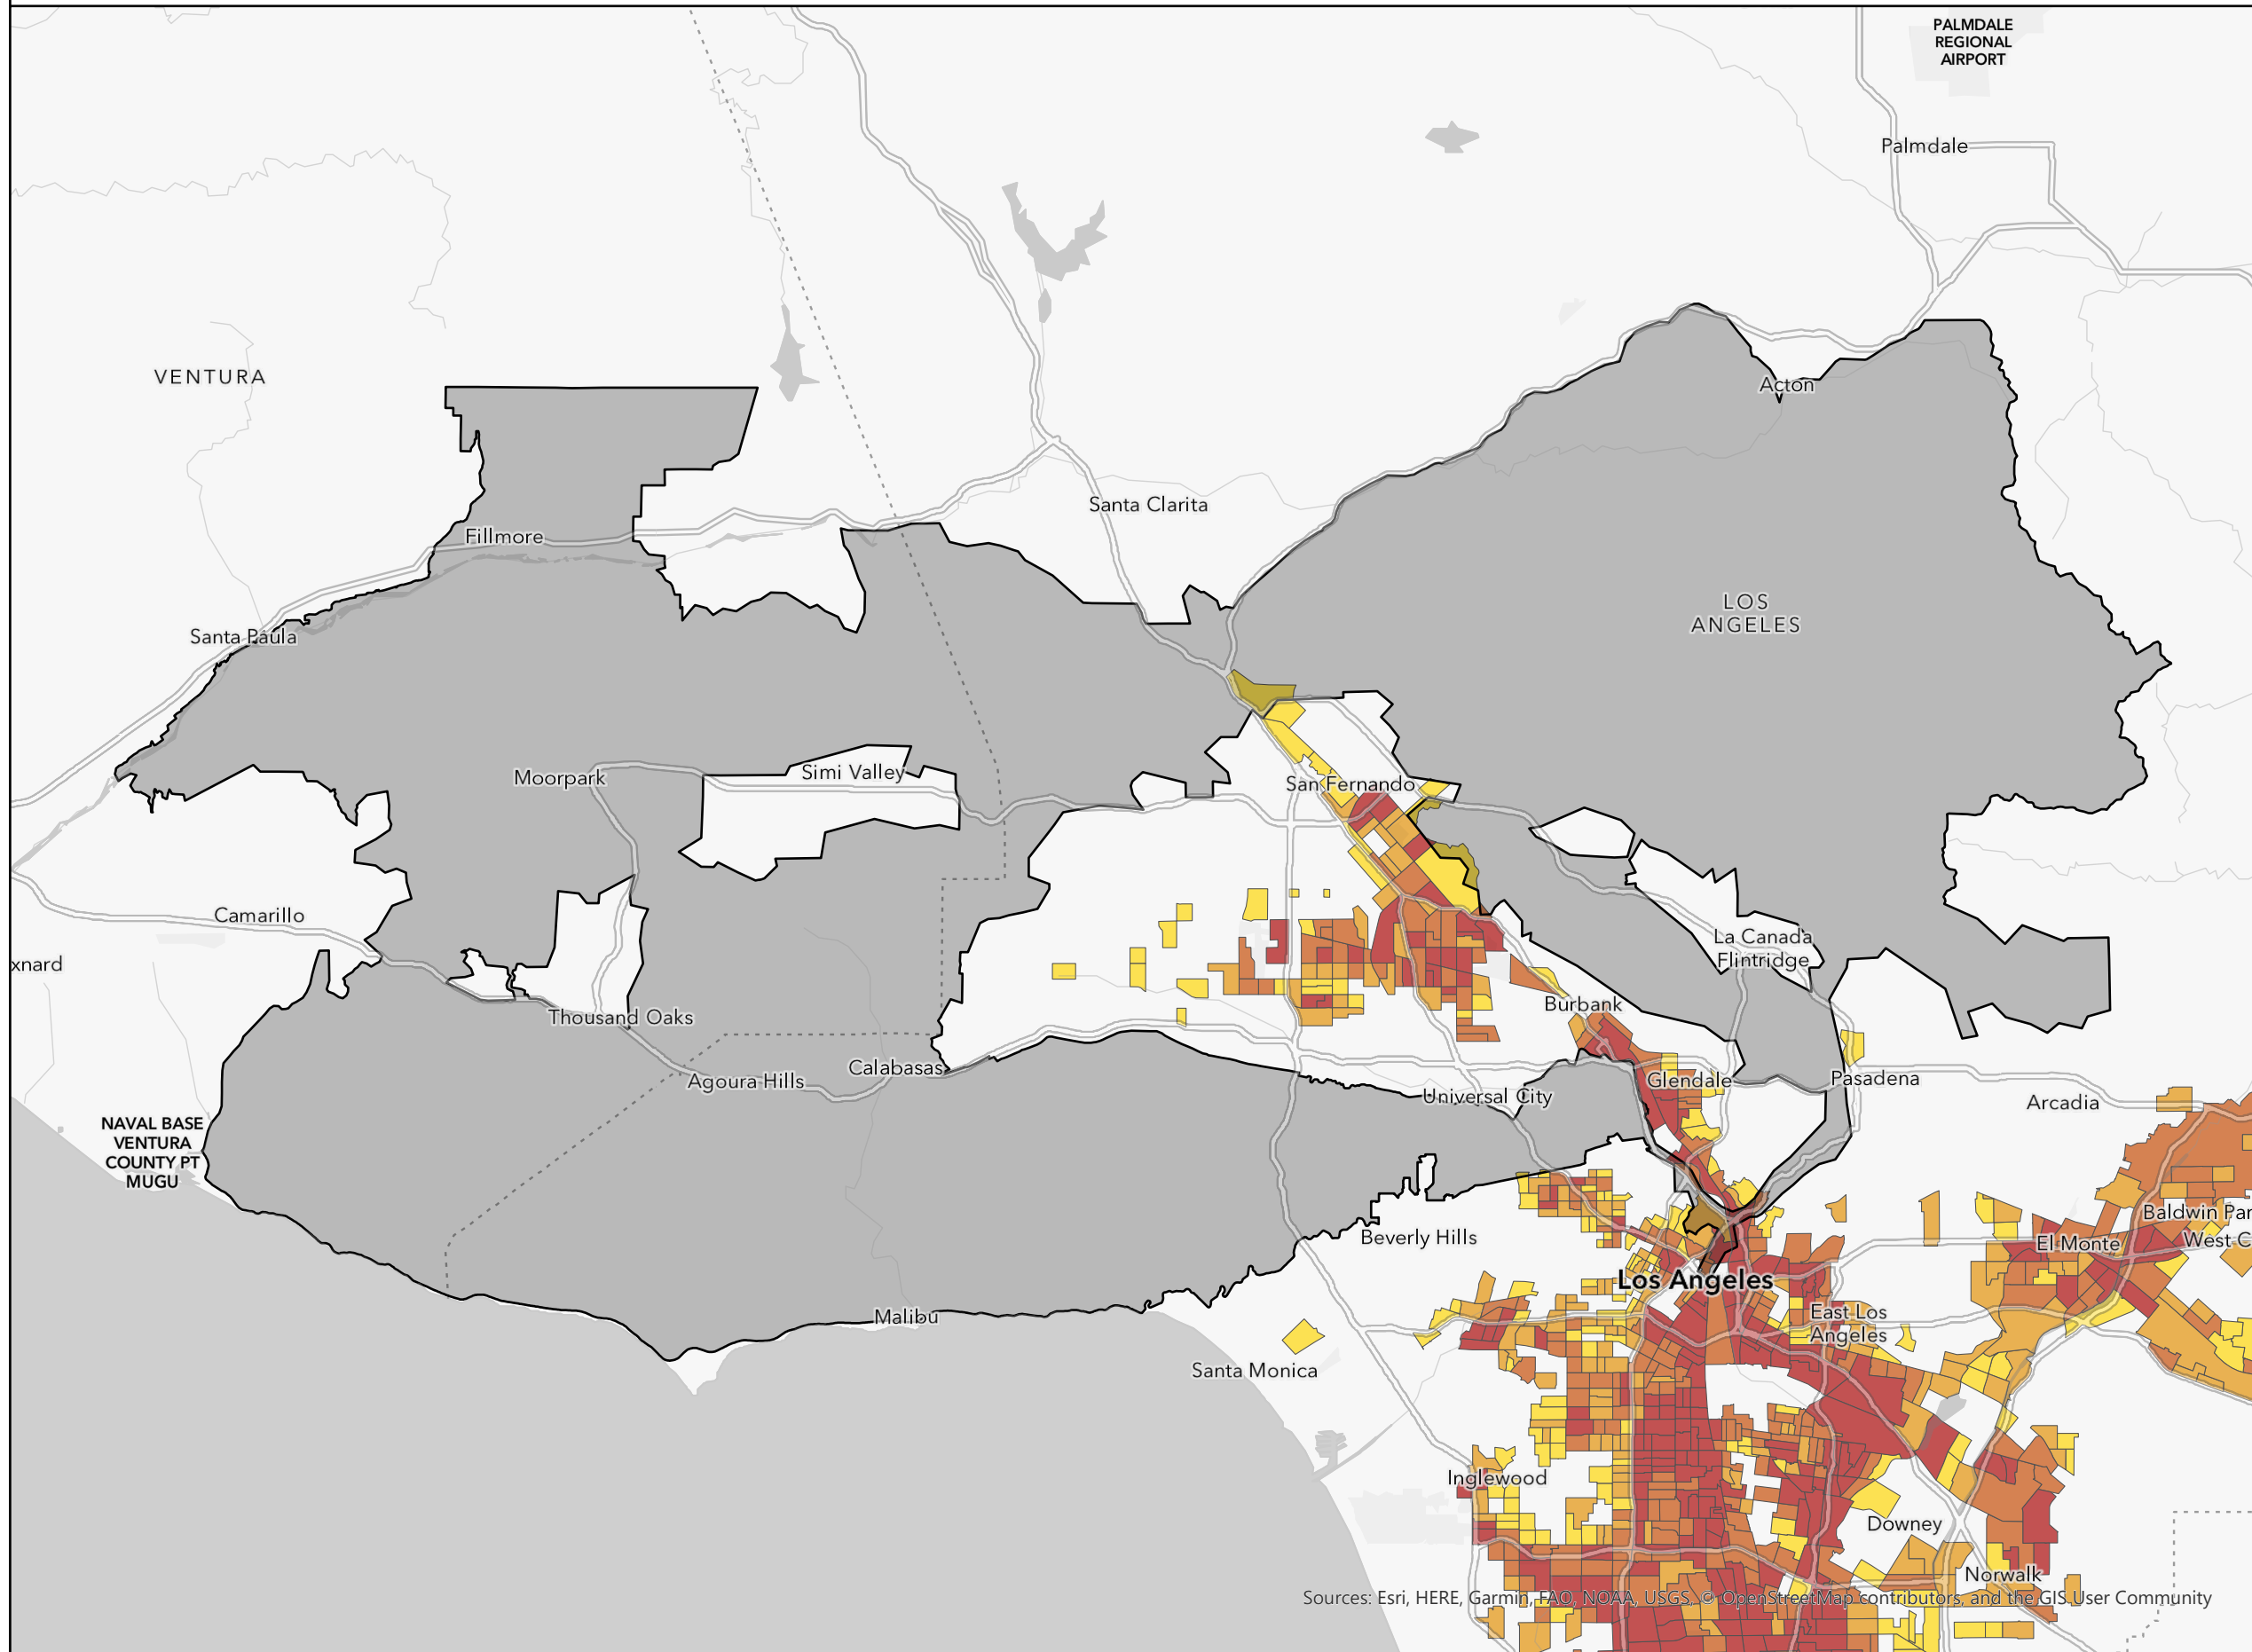 PALMDALE
REGIONAL
AIRPORT
Palmdale
VENTURA
Acton
Santa Clarita
Fillmore
LOS
ANGELES
Santa Paula
Moorpark
Simi Valley
San Fernando
Camarillo
La Canada
Flintridge
xnard
Burbank
Thousand Oaks
Calabasas
Agoura Hills
Glendale
Pasadena
Universal City
Arcadia
NAVAL BASE
VENTURA
COUNTY PT
MUGU
Baldwin Par
Beverly Hills
El Monte
West C
Los Angeles
Malibu
East Los
Angeles
Santa Monica
Inglewood
Downey
Norwalk
Sources: Esri, HERE, Garmin, FAO, NOAA, USGS, © OpenStreetMap contributors, and the GIS User Community